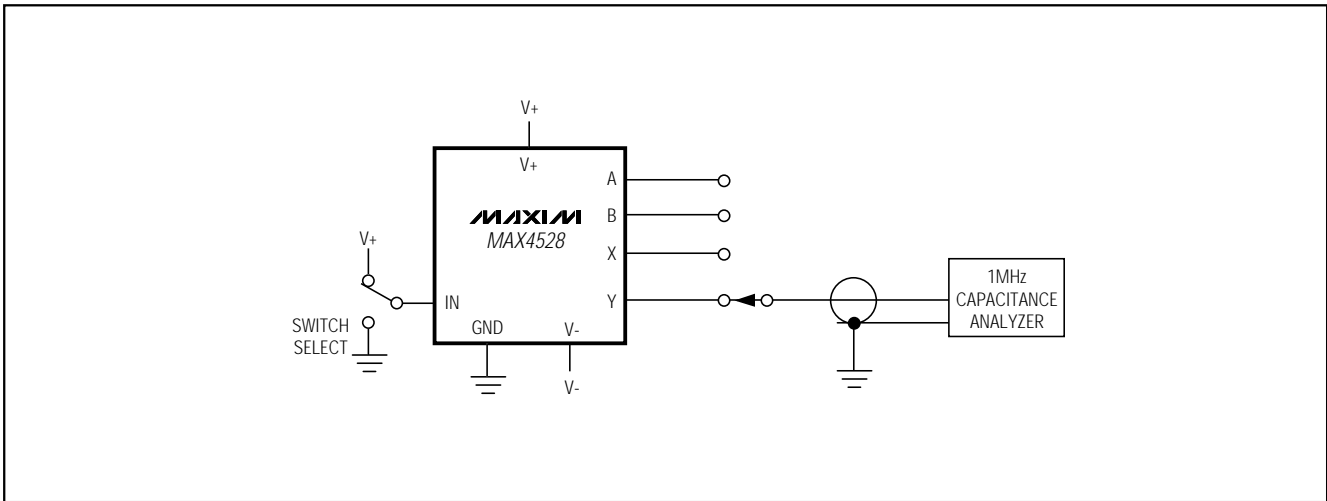 V+
V+
A
MAXIM
B
MAX4528
X
V+
1MHz
CAPACITANCE
ANALYZER
IN
Y
SWITCH
SELECT
GND
V-
V-